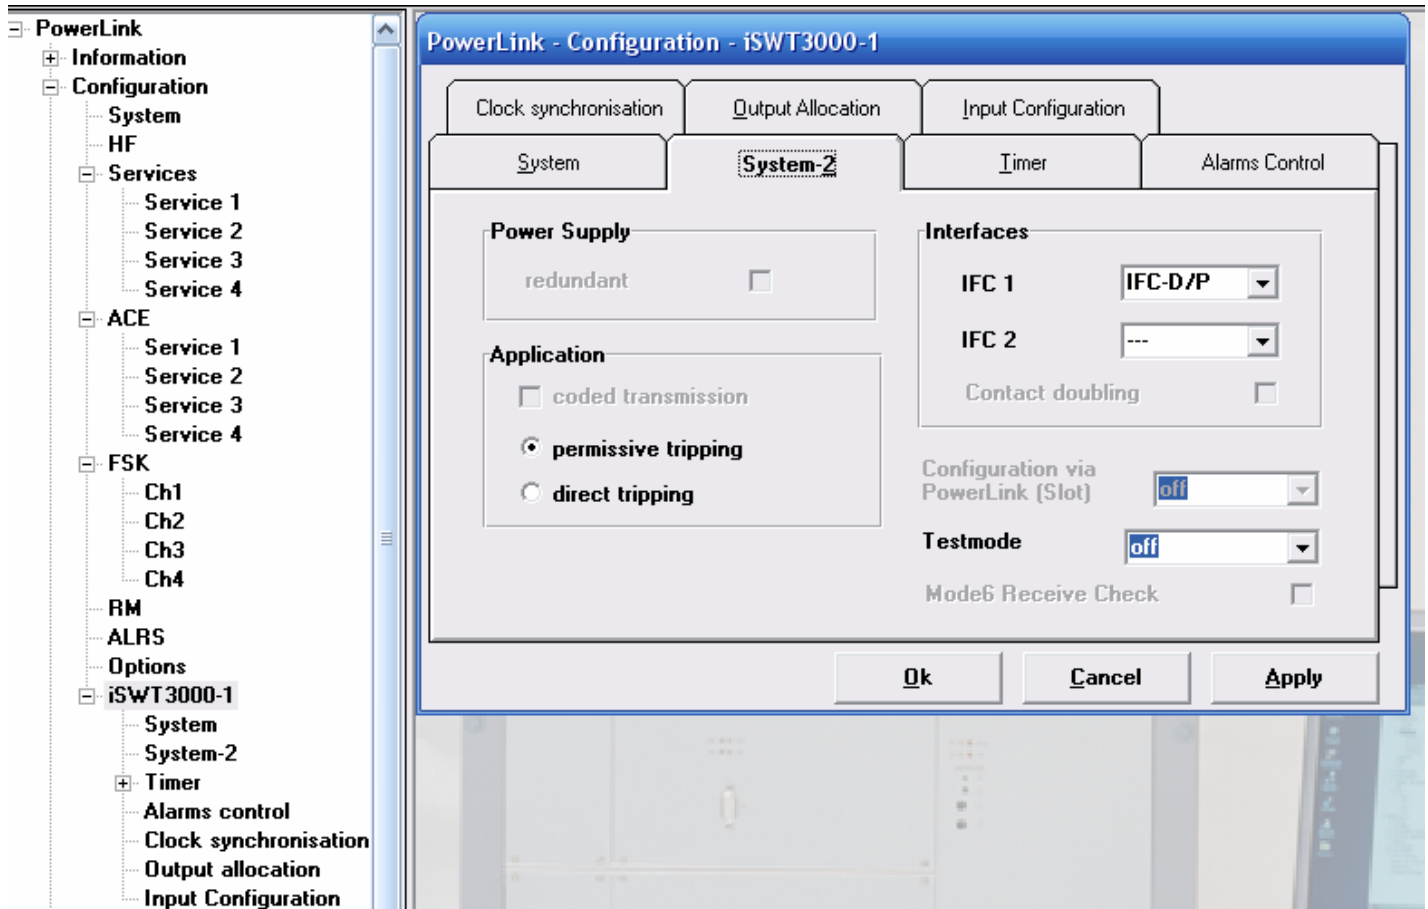 PowerLink
Information
Configuration
System
HF
Services
Service 1
Service 2
Service 3
Service 4
ACE
Service 1
Service 2
Service 3
Service 4
FSK
Ch1
Ch2
Ch3
Ch4
RM
ALRS
Options
iSWT3000-1
System
System-2
Timer
Alarms control
Clock synchronisation
Output allocation
Input Configuration
PowerLink - Configuration - iSWT3000-1
Clock synchronisation Output Allocation Input Configuration
System System-2 Timer Alarms Control
Power Supply
redundant
Application
coded transmission
permissive tripping
direct tripping
Interfaces
IFC 1 IFC-D/P
IFC 2 ---
Contact doubling
Configuration via
PowerLink (Slot) off
Testmode off
Mode6 Receive Check
Ok Cancel Apply